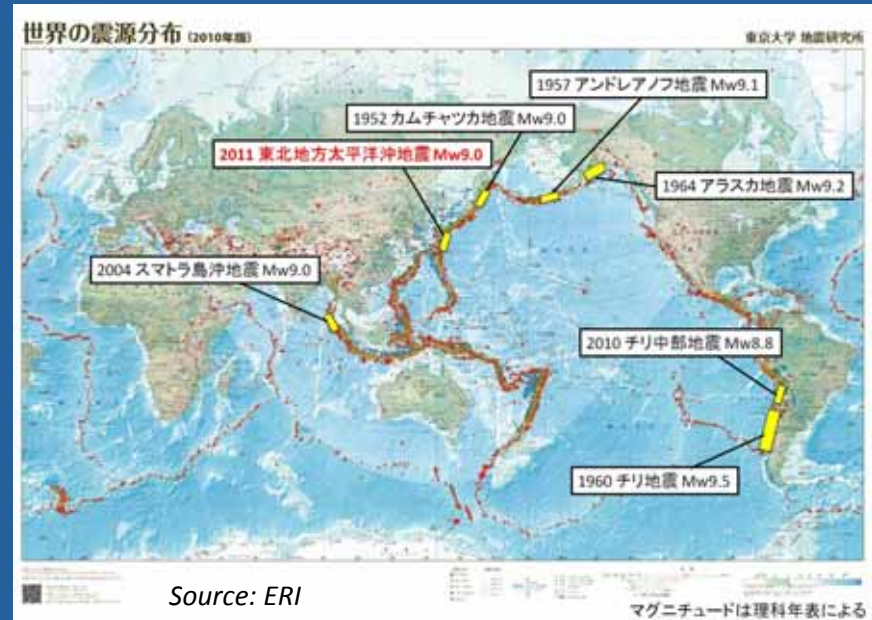 世界の震源分布 (2010年版)
東京大学 地震研究所
1957 アンドレアノフ地震 Mw9.1
1952 カムチャツカ地震 Mw9.0
2011 東北地方太平洋沖地震 Mw9.0
1964 アラスカ地震 Mw9.2
2004 スマトラ島沖地震 Mw9.0
2010 チリ中部地震 Mw8.8
1960 チリ地震 Mw9.5
Source: ERI
マグニチュードは理科年表による